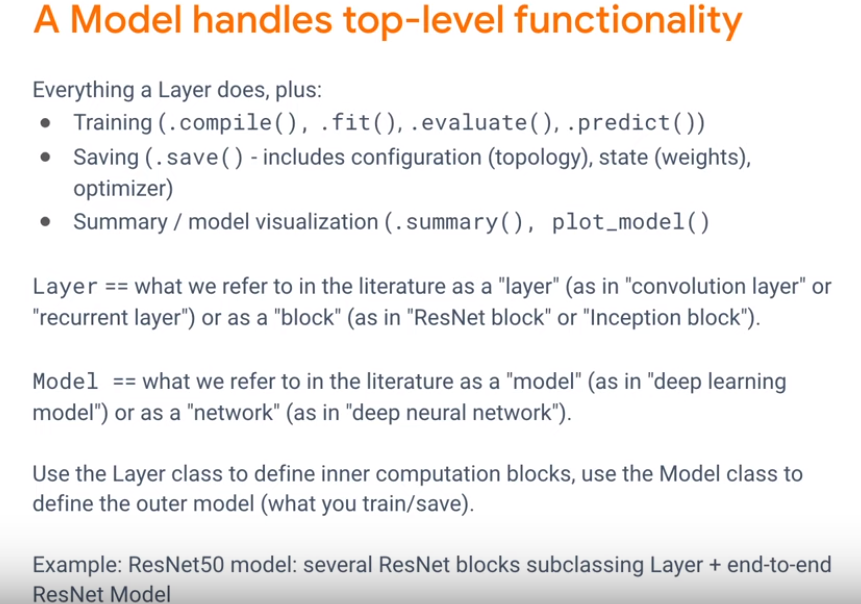 A Model handles top-level functionality
Everything a Layer does, plus:
● Training (.compile(), .fit(), .evaluate(), .predict())
● Saving (.save() - includes configuration (topology), state (weights),
optimizer)
● Summary / model visualization (.summary(), plot_model()
Layer == what we refer to in the literature as a "layer" (as in "convolution layer" or
"recurrent layer") or as a "block" (as in "ResNet block" or "Inception block").
Model == what we refer to in the literature as a "model" (as in "deep learning
model") or as a "network" (as in "deep neural network").
Use the Layer class to define inner computation blocks, use the Model class to
define the outer model (what you train/save).
Example: ResNet50 model: several ResNet blocks subclassing Layer + end-to-end
ResNet Model